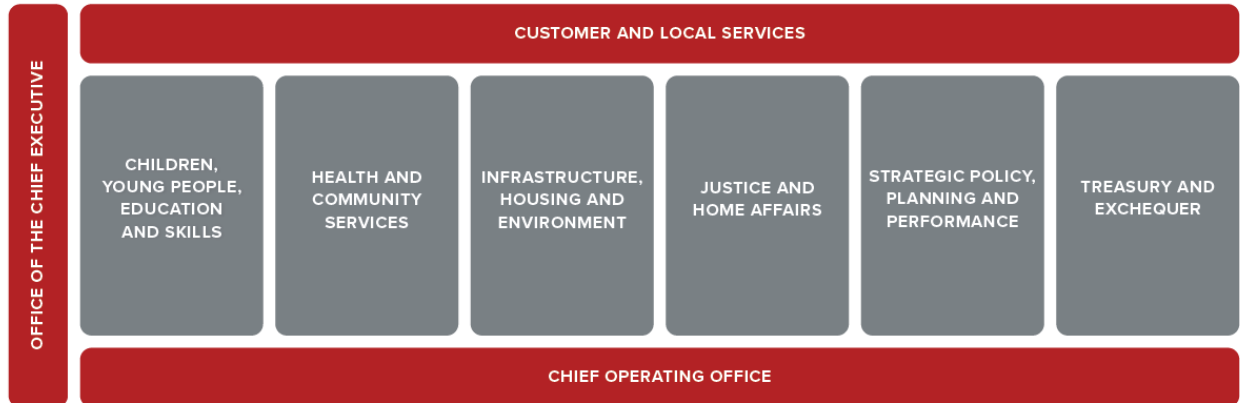 OFFICE OF THE CHIEF EXECUTIVE
CUSTOMER AND LOCAL SERVICES
CHILDREN,
YOUNG PEOPLE,
EDUCATION
AND SKILLS
HEALTH AND
COMMUNITY
SERVICES
INFRASTRUCTURE,
HOUSING AND
ENVIRONMENT
JUSTICE AND
HOME AFFAIRS
STRATEGIC POLICY,
PLANNING AND
PERFORMANCE
TREASURY AND
EXCHEQUER
CHIEF OPERATING OFFICE